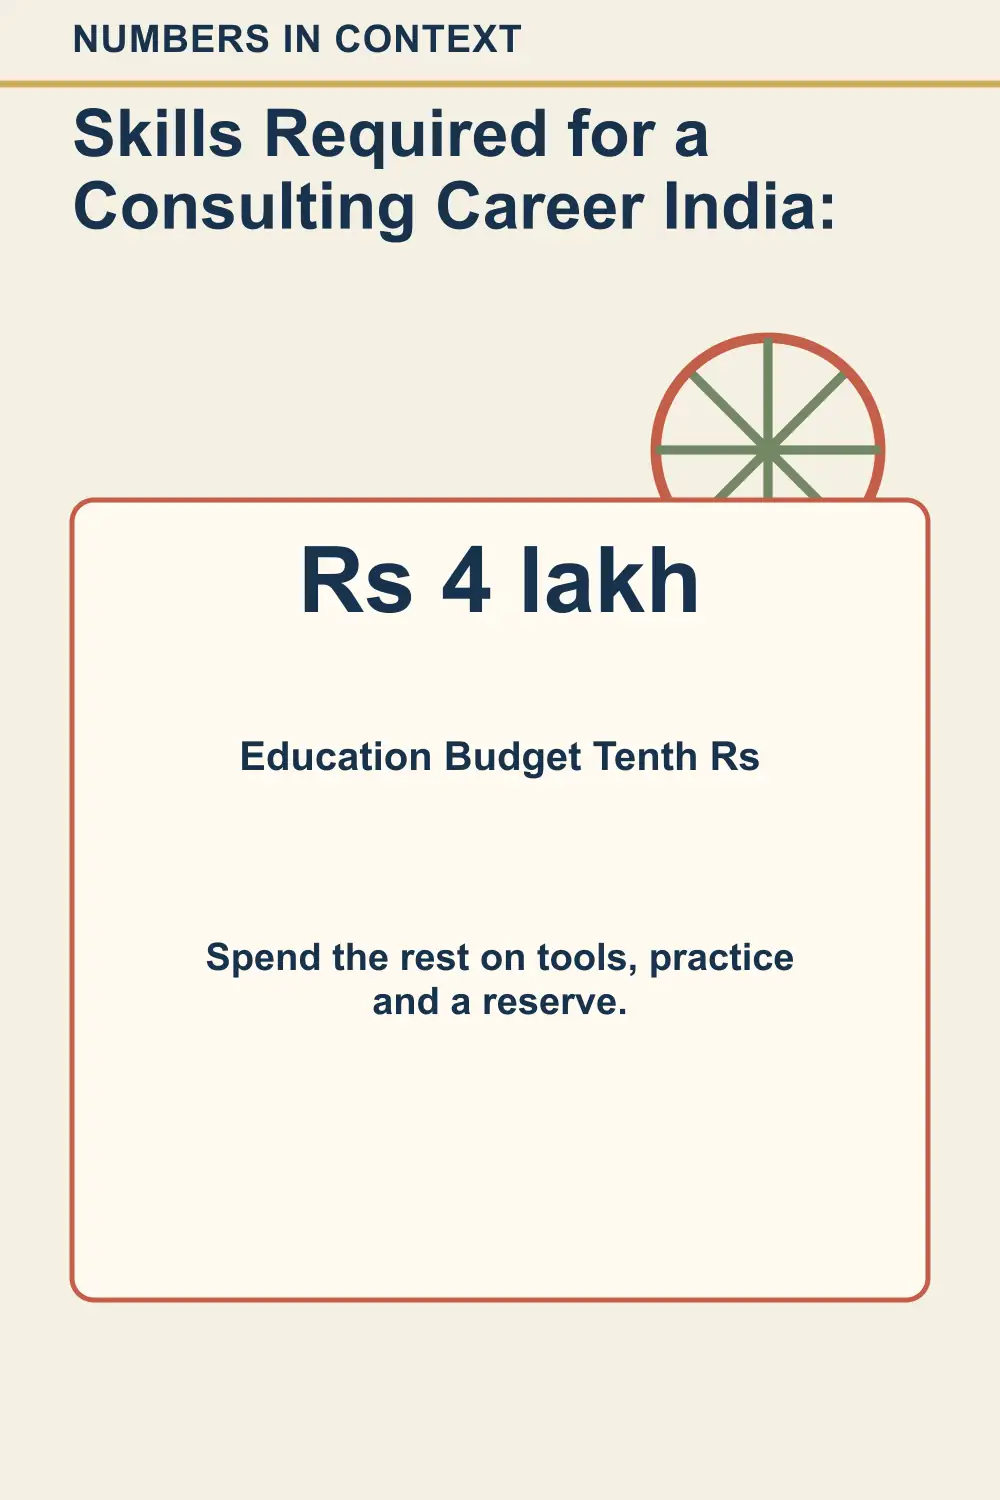 NUMBERS IN CONTEXT
Skills Required for a
Consulting Career India:
Rs 4 lakh
Education Budget Tenth Rs
Spend the rest on tools, practice
and a reserve.